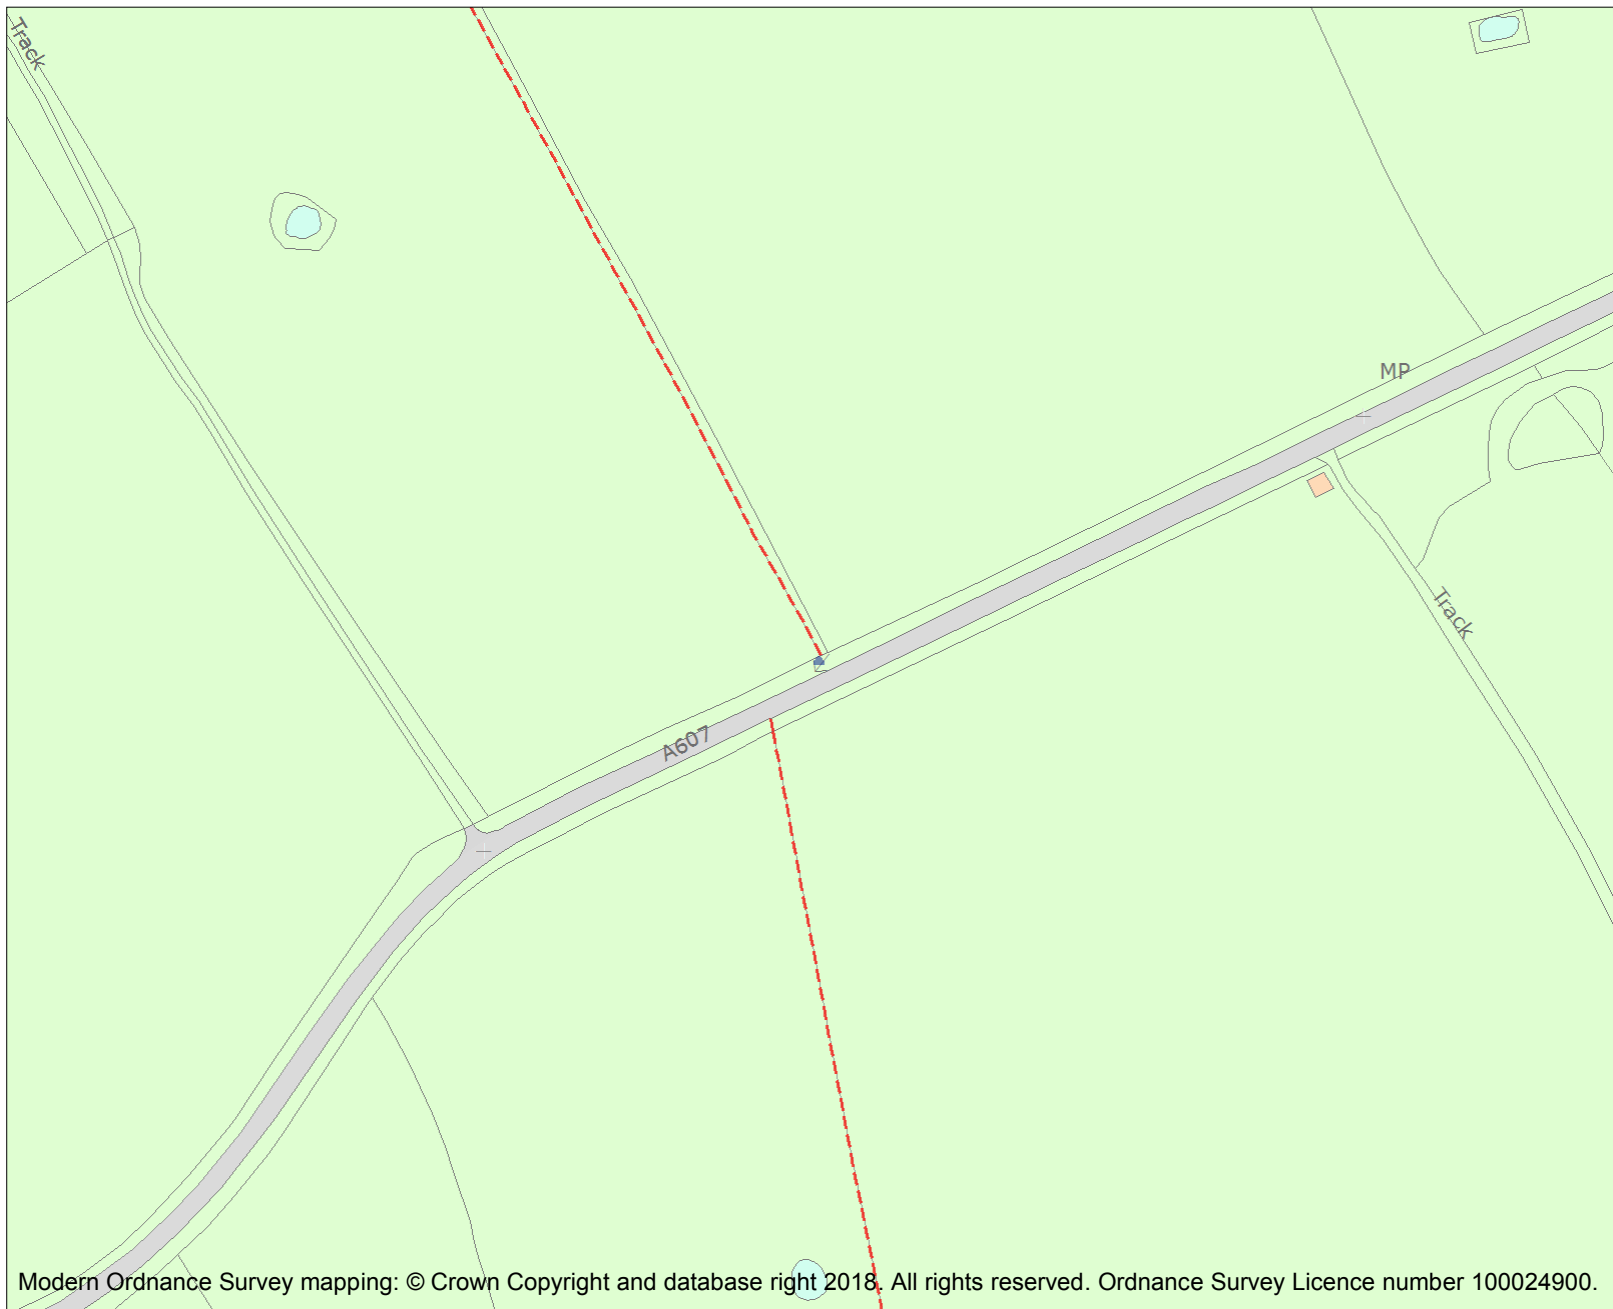 Track
MP
Track
A607
Modern Ordnance Survey mapping: © Crown Copyright and database right 2018. All rights reserved. Ordnance Survey Licence number 100024900.